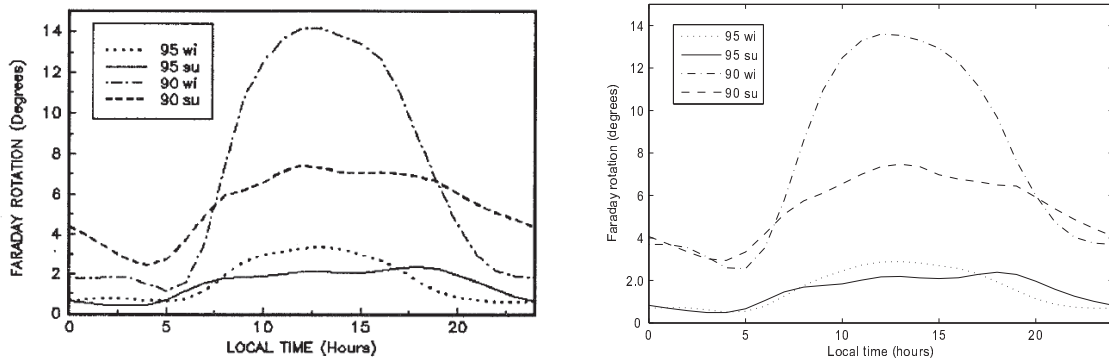 14
12
10
8
6
4
2
0
FARADAY ROTATION (Degrees)
95 wi
95 su
90 wi
90 su
0 5 10 15 20
LOCAL TIME (Hours)
14
12
10
8
6
4
2.0
0
Faraday rotation (degrees)
95 wi
95 su
90 wi
90 su
0 5 10 15 20
Local time (hours)